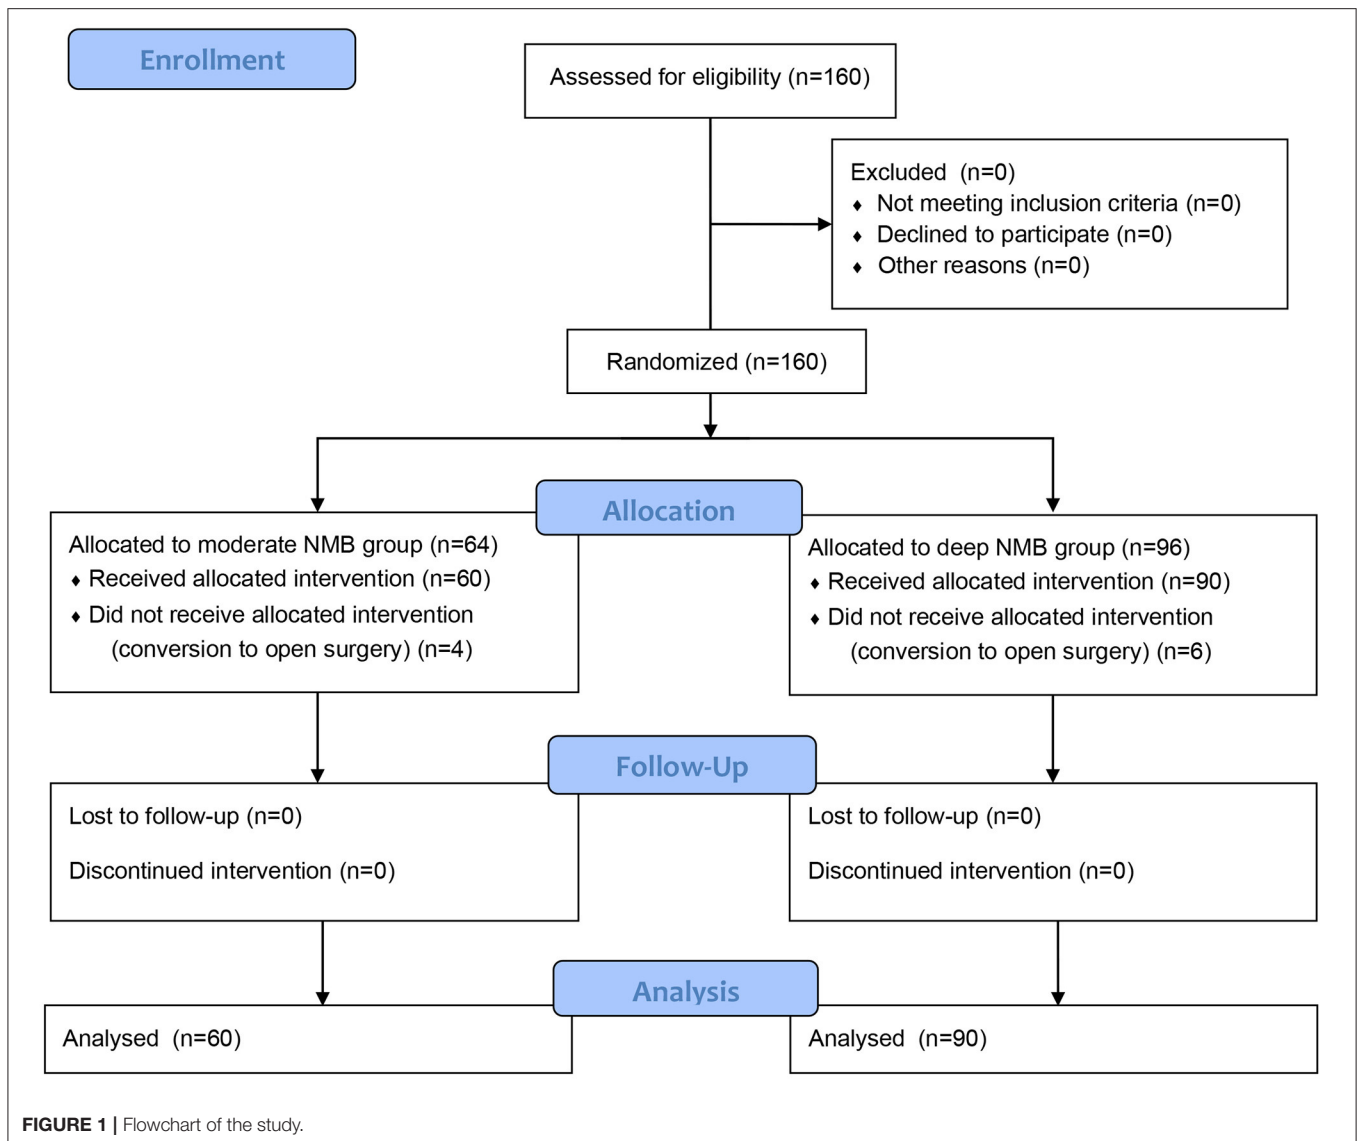 Enrollment
Assessed for eligibility (n=160)
Excluded (n=0)
♦ Not meeting inclusion criteria (n=0)
♦ Declined to participate (n=0)
♦ Other reasons (n=0)
Randomized (n=160)
Allocation
Allocated to moderate NMB group (n=64)
♦ Received allocated intervention (n=60)
♦ Did not receive allocated intervention
(conversion to open surgery) (n=4)
Allocated to deep NMB group (n=96)
♦ Received allocated intervention (n=90)
♦ Did not receive allocated intervention
(conversion to open surgery) (n=6)
Follow-Up
Lost to follow-up (n=0)
Discontinued intervention (n=0)
Lost to follow-up (n=0)
Discontinued intervention (n=0)
Analysis
Analysed (n=60)
Analysed (n=90)
FIGURE 1 | Flowchart of the study.